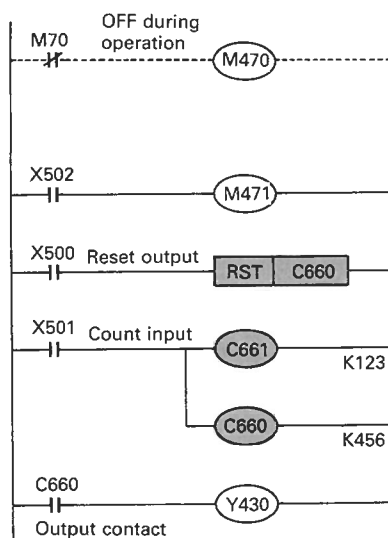 OFF during
M70 operation
M470
X502
M471
X500 Reset output
RST C660
X501 Count input
C661
K123
C660
K456
C660
Y430
Output contact